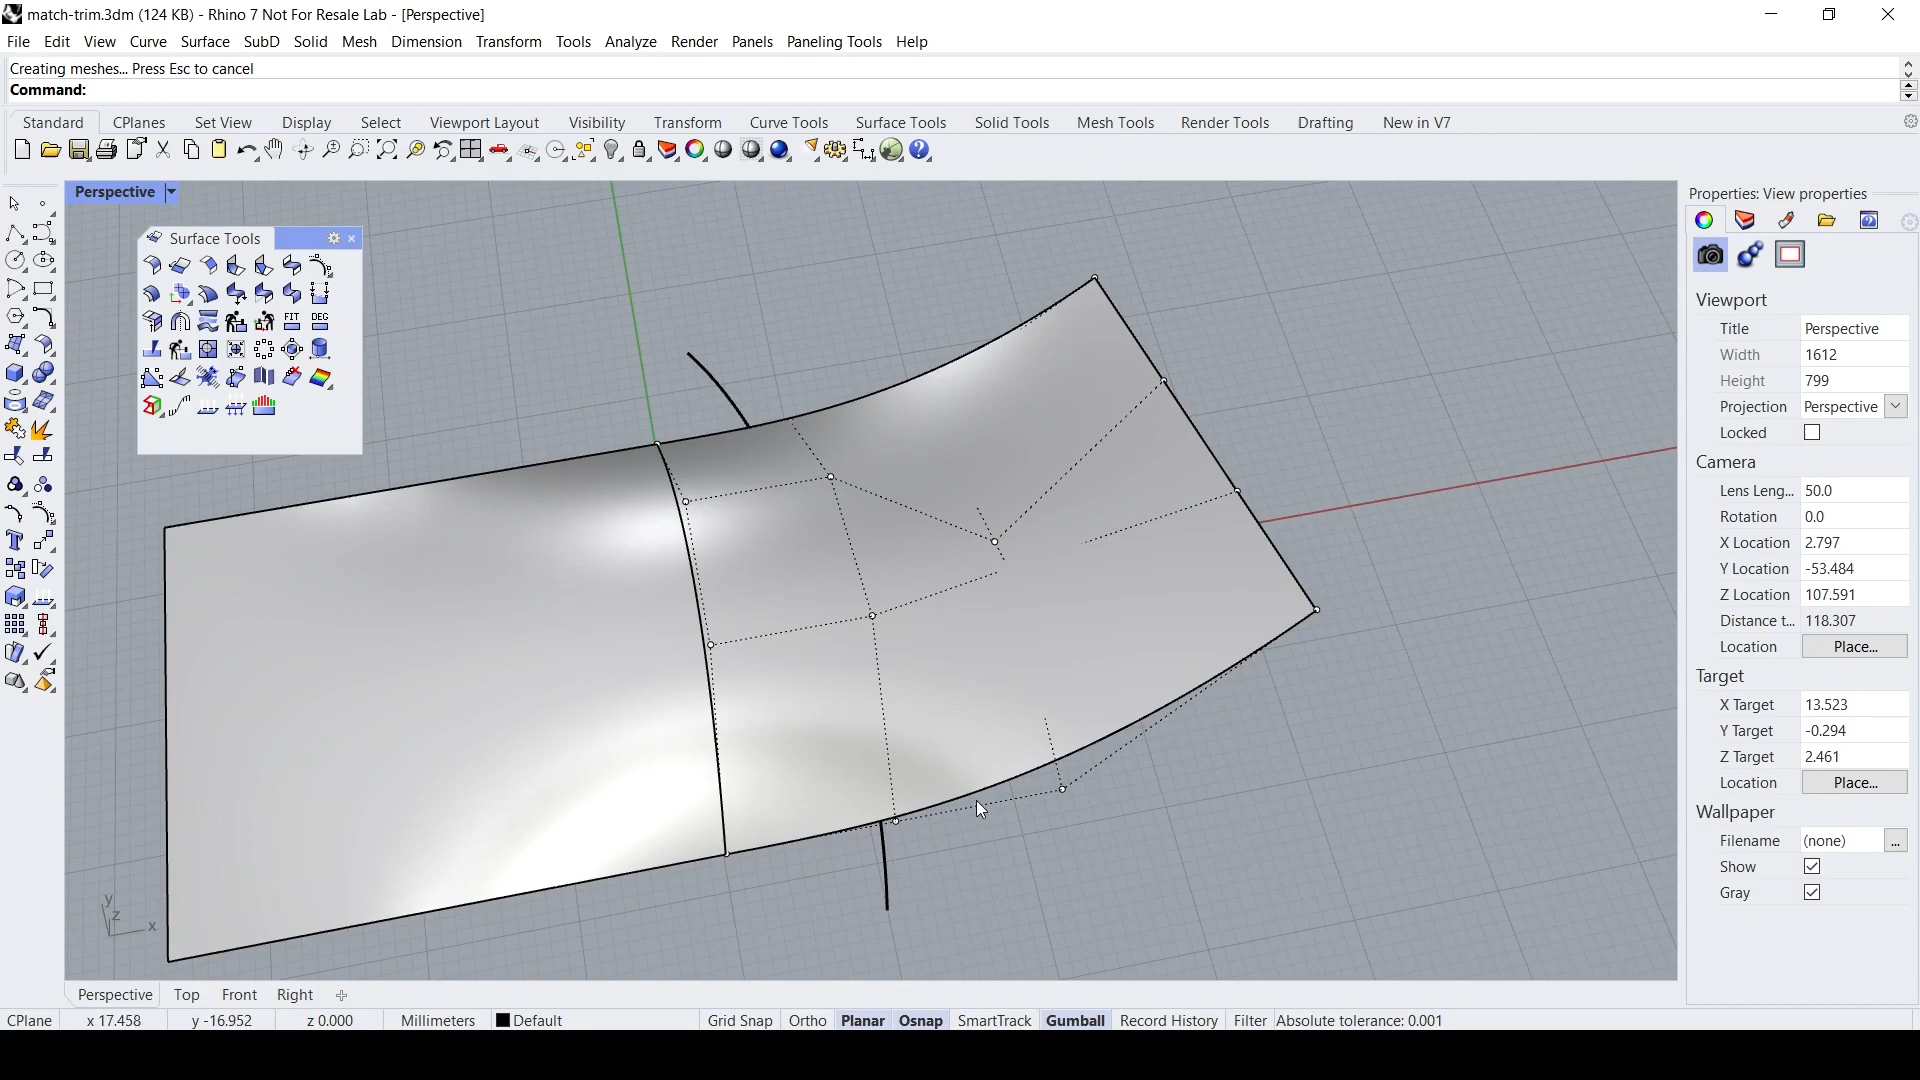 match-trim.3dm (124 KB) - Rhino 7 Not For Resale Lab - [Perspective]
File Edit View Curve Surface SubD Solid Mesh Dimension Transform Tools Analyze Render Panels Paneling Tools Help
Creating meshes... Press Esc to cancel
Command:
Standard CPlanes Set View Display Select Viewport Layout Visibility Transform Curve Tools Surface Tools Solid Tools Mesh Tools Render Tools Drafting New in V7
Perspective
Surface Tools
FIT DEG
y
z
x
Properties: View properties
Viewport
Title Perspective
Width 1612
Height 799
Projection Perspective
Locked
Camera
Lens Leng... 50.0
Rotation 0.0
X Location 2.797
Y Location -53.484
Z Location 107.591
Distance t... 118.307
Location Place...
Target
X Target 13.523
Y Target -0.294
Z Target 2.461
Location Place...
Wallpaper
Filename (none) ...
Show
Gray
Perspective Top Front Right
CPlane x 17.458 y -16.952 z 0.000 Millimeters Default Grid Snap Ortho Planar Osnap SmartTrack Gumball Record History Filter Absolute tolerance: 0.001